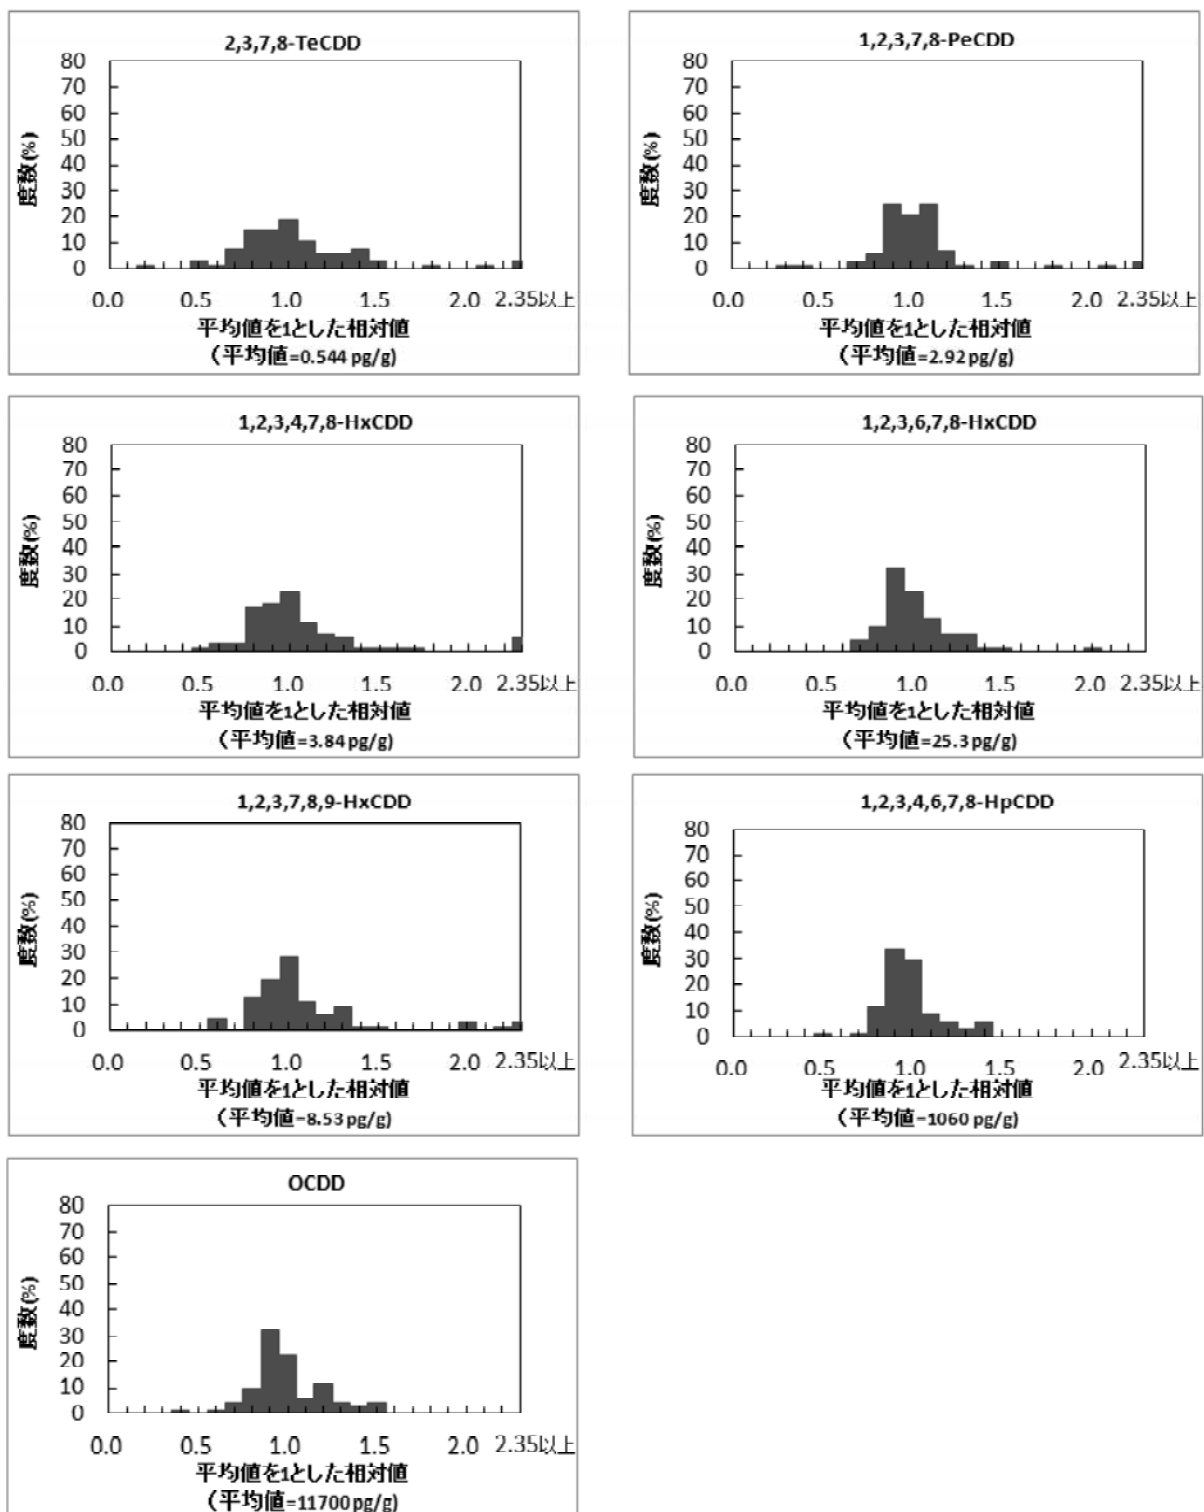 2,3,7,8-TeCDD
度数(%)
80
70
60
50
40
30
20
10
0
0.0 0.5 1.0 1.5 2.0 2.35以上
平均値を1とした相対値
(平均値=0.544 pg/g)
1,2,3,7,8-PeCDD
度数(%)
80
70
60
50
40
30
20
10
0
0.0 0.5 1.0 1.5 2.0 2.35以上
平均値を1とした相対値
(平均値=2.92 pg/g)
1,2,3,4,7,8-HxCDD
度数(%)
80
70
60
50
40
30
20
10
0
0.0 0.5 1.0 1.5 2.0 2.35以上
平均値を1とした相対値
(平均値=3.84 pg/g)
1,2,3,6,7,8-HxCDD
度数(%)
80
70
60
50
40
30
20
10
0
0.0 0.5 1.0 1.5 2.0 2.35以上
平均値を1とした相対値
(平均値=25.3 pg/g)
1,2,3,7,8,9-HxCDD
度数(%)
80
70
60
50
40
30
20
10
0
0.0 0.5 1.0 1.5 2.0 2.35以上
平均値を1とした相対値
(平均値=8.53 pg/g)
1,2,3,4,6,7,8-HpCDD
度数(%)
80
70
60
50
40
30
20
10
0
0.0 0.5 1.0 1.5 2.0 2.35以上
平均値を1とした相対値
(平均値=1060 pg/g)
OCDD
度数(%)
80
70
60
50
40
30
20
10
0
0.0 0.5 1.0 1.5 2.0 2.35以上
平均値を1とした相対値
(平均値=11700 pg/g)